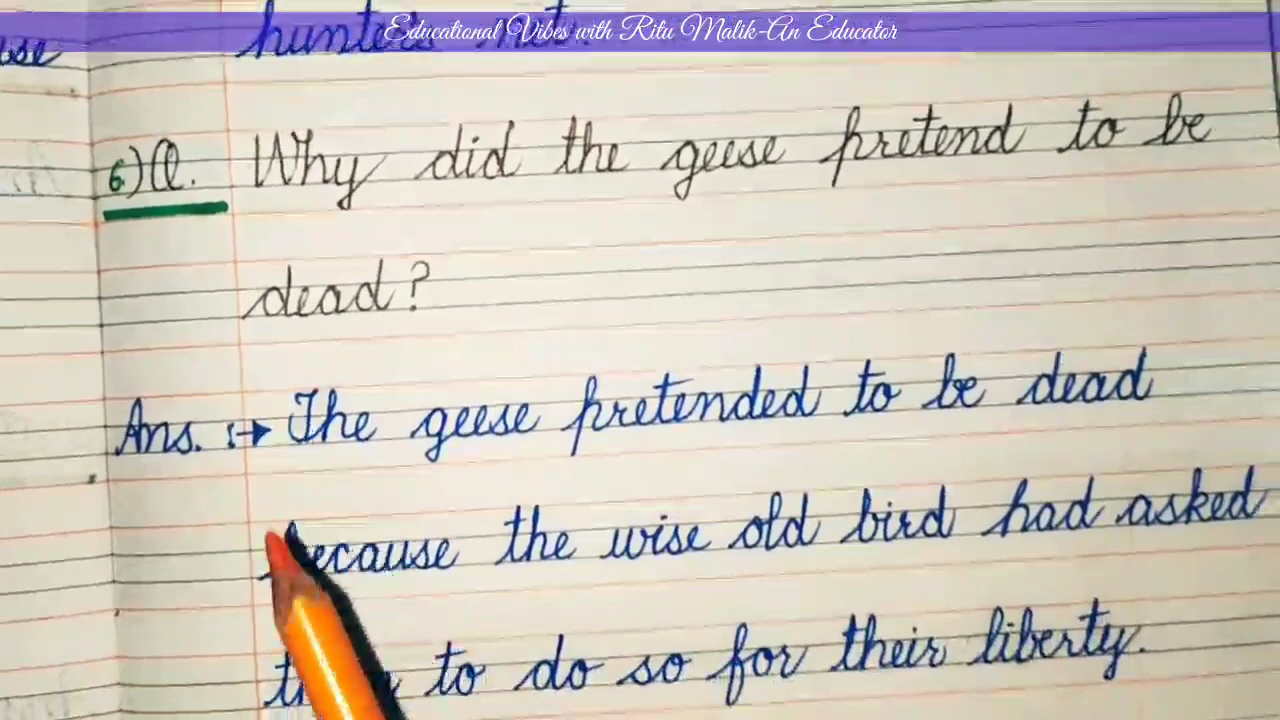 Educational Vibes with Ritu Malik-An Educator
6.) Q. Why did the geese pretend to be
dead?
Ans. :→ The geese pretended to be dead
because the wise old bird had asked
to do so for their liberty.